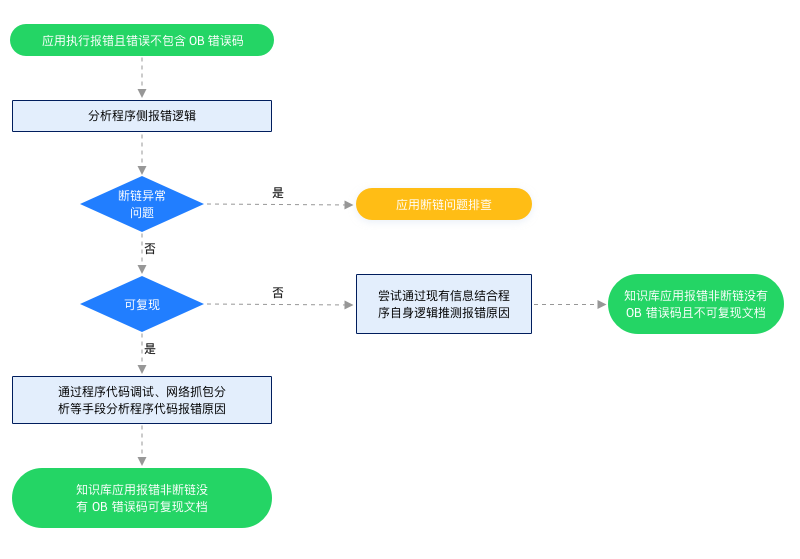 应用执行报错且错误不包含 OB 错误码
分析程序侧报错逻辑
断链异常
问题
是
应用断链问题排查
否
可复现
否
尝试通过现有信息结合程
序自身逻辑推测报错原因
知识库应用报错非断链没有
OB 错误码且不可复现文档
是
通过程序代码调试、网络抓包分
析等手段分析程序代码报错原因
知识库应用报错非断链没
有 OB 错误码可复现文档